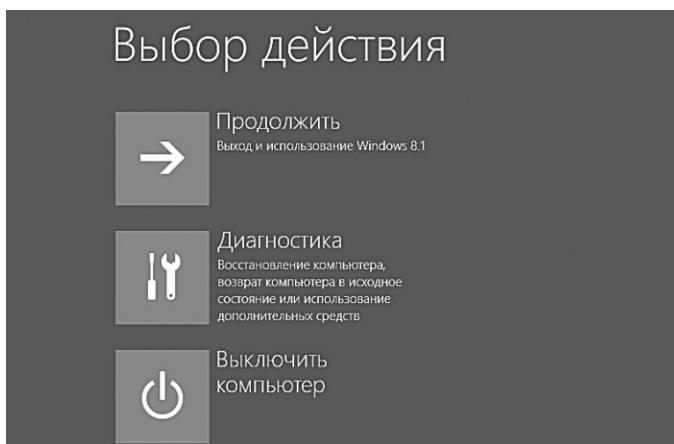 Выбор действия
Продолжить
Выход и использование Windows 8.1
Диагностика
Восстановление компьютера,
возврат компьютера в исходное
состояние или использование
дополнительных средств
Выключить
компьютер